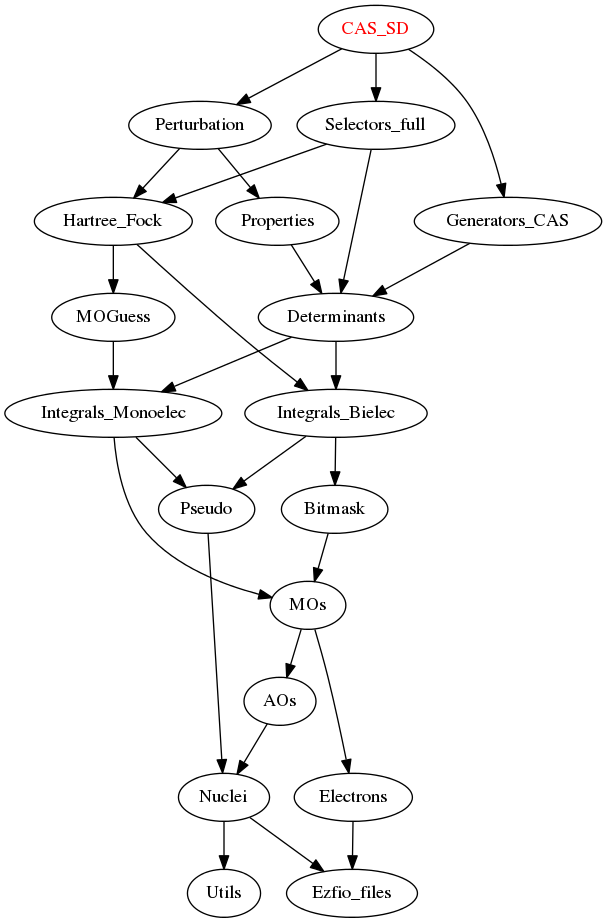 CAS_SD
Perturbation
Selectors_full
Hartree_Fock
Properties
Generators_CAS
MOGuess
Determinants
Integrals_Monoelec
Integrals_Bielec
Pseudo
Bitmask
MOs
AOs
Nuclei
Electrons
Utils
Ezfio_files